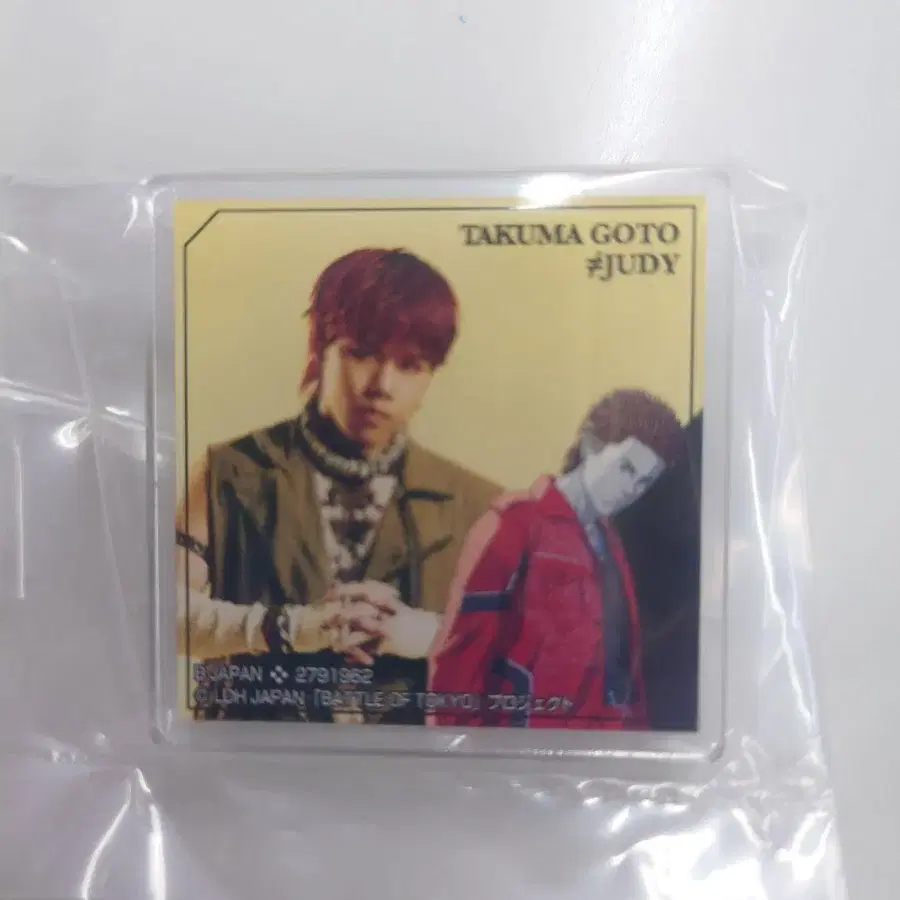 TAKUMA GOTO
≠JUDY
B JAPAN ❖ 2791962
© LDH JAPAN 「BATTLE OF TOKYO」プロジェクト